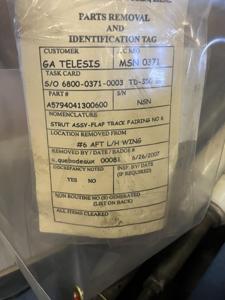 PARTS REMOVAL
AND
IDENTIFICATION TAG
CUSTOMER
GA TELESIS MSN 0371
TASK CARD
S/O 6800-0371-0003
P/N S/N
A5794041300600 NSN
NOMENCLATURE:
STRUT ASSY-FLAP TRACK FAIRING NO 6
LOCATION REMOVED FROM
#6 AFT L/H WING
REMOVED BY / DATE / BADGE #
00081 6/26/2007
DISCREPANCY NOTED INSP. BY/ DATE
YES NO (IF REQUIRED)
NON ROUTINE NO (S) GENERATED
(LIST ON BACK)
ALL ITEMS CLEARED